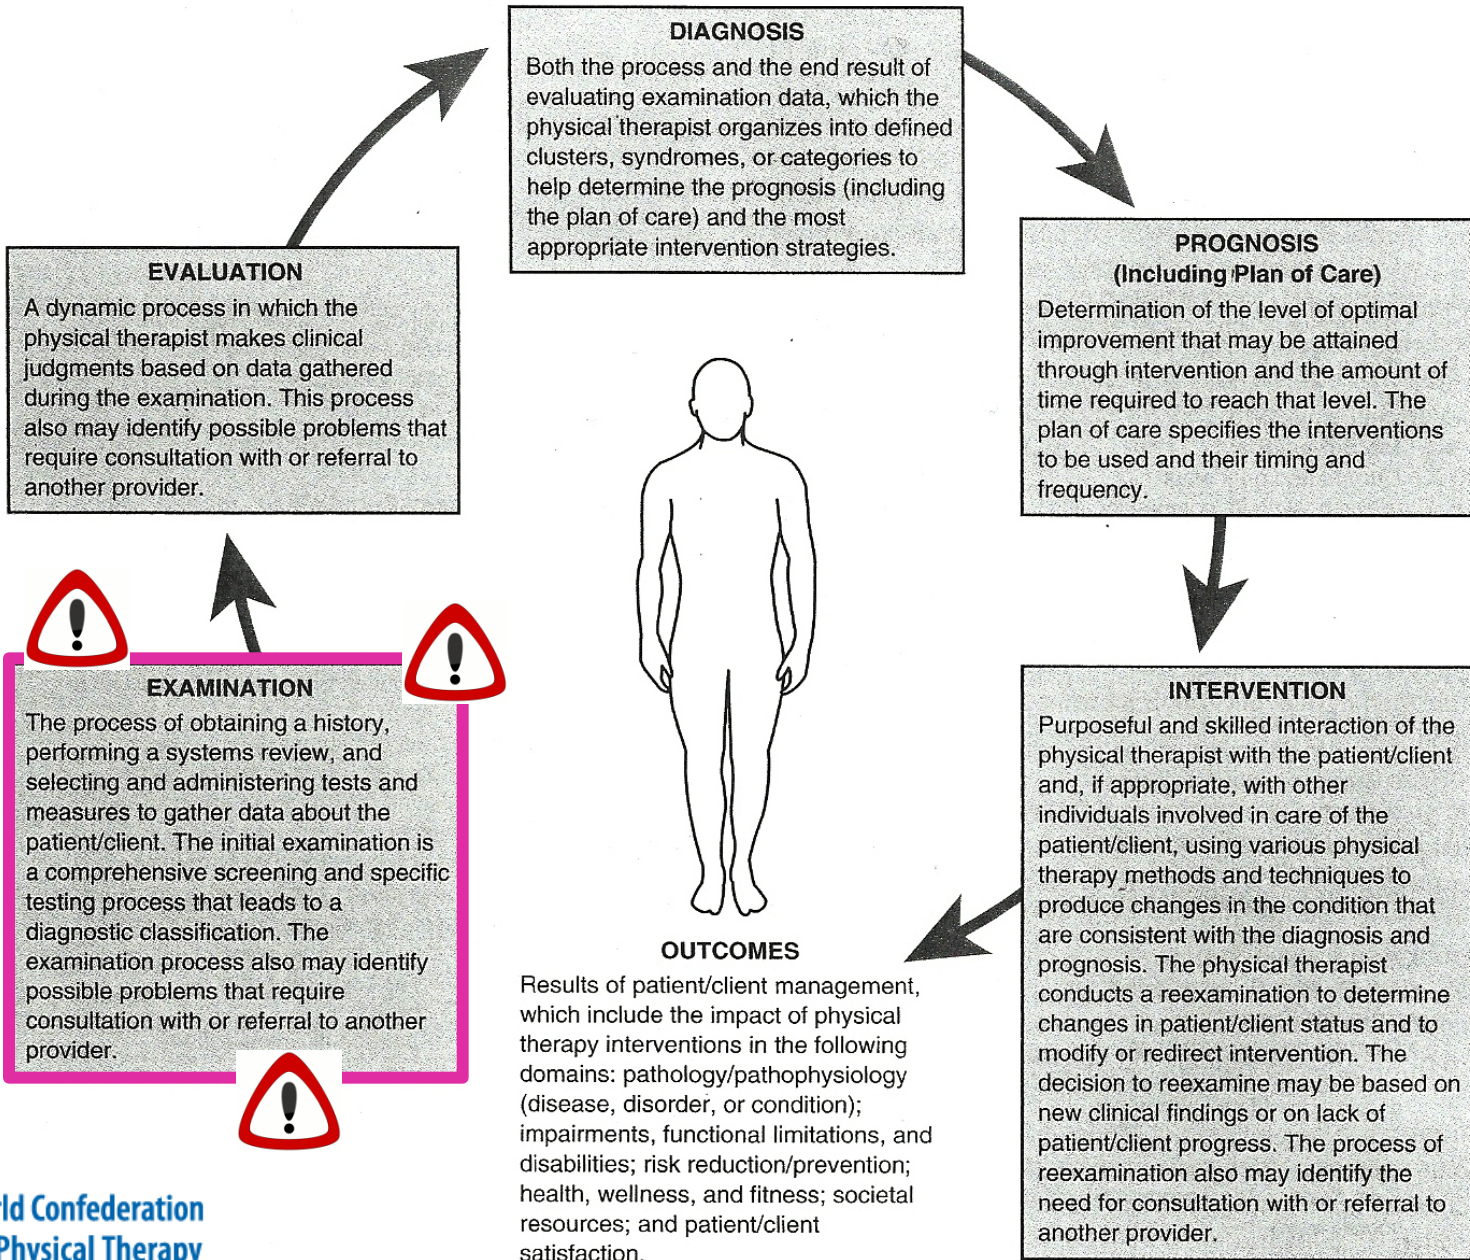 DIAGNOSIS
Both the process and the end result of
evaluating examination data, which the
physical therapist organizes into defined
clusters, syndromes, or categories to
help determine the prognosis (including
the plan of care) and the most
appropriate intervention strategies.
EVALUATION
A dynamic process in which the
physical therapist makes clinical
judgments based on data gathered
during the examination. This process
also may identify possible problems that
require consultation with or referral to
another provider.
PROGNOSIS
(Including Plan of Care)
Determination of the level of optimal
improvement that may be attained
through intervention and the amount of
time required to reach that level. The
plan of care specifies the interventions
to be used and their timing and
frequency.
EXAMINATION
The process of obtaining a history,
performing a systems review, and
selecting and administering tests and
measures to gather data about the
patient/client. The initial examination is
a comprehensive screening and specific
testing process that leads to a
diagnostic classification. The
examination process also may identify
possible problems that require
consultation with or referral to another
provider.
INTERVENTION
Purposeful and skilled interaction of the
physical therapist with the patient/client
and, if appropriate, with other
individuals involved in care of the
patient/client, using various physical
therapy methods and techniques to
produce changes in the condition that
are consistent with the diagnosis and
prognosis. The physical therapist
conducts a reexamination to determine
changes in patient/client status and to
modify or redirect intervention. The
decision to reexamine may be based on
new clinical findings or on lack of
patient/client progress. The process of
reexamination also may identify the
need for consultation with or referral to
another provider.
OUTCOMES
Results of patient/client management,
which include the impact of physical
therapy interventions in the following
domains: pathology/pathophysiology
(disease, disorder, or condition);
impairments, functional limitations, and
disabilities; risk reduction/prevention;
health, wellness, and fitness; societal
resources; and patient/client
satisfaction.
ld Confederation
Physical Therapy